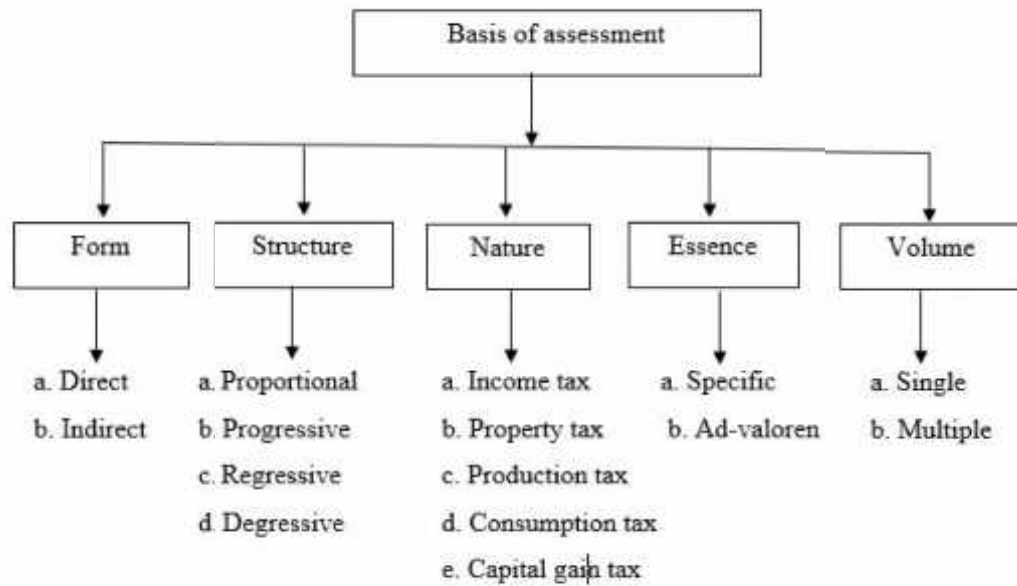 Basis of assessment
Form
Structure
Nature
Essence
Volume
a. Direct
b. Indirect
a. Proportional
b. Progressive
c. Regressive
d. Degressive
a. Income tax
b. Property tax
c. Production tax
d. Consumption tax
e. Capital gain tax
a. Specific
b. Ad-valoren
a. Single
b. Multiple